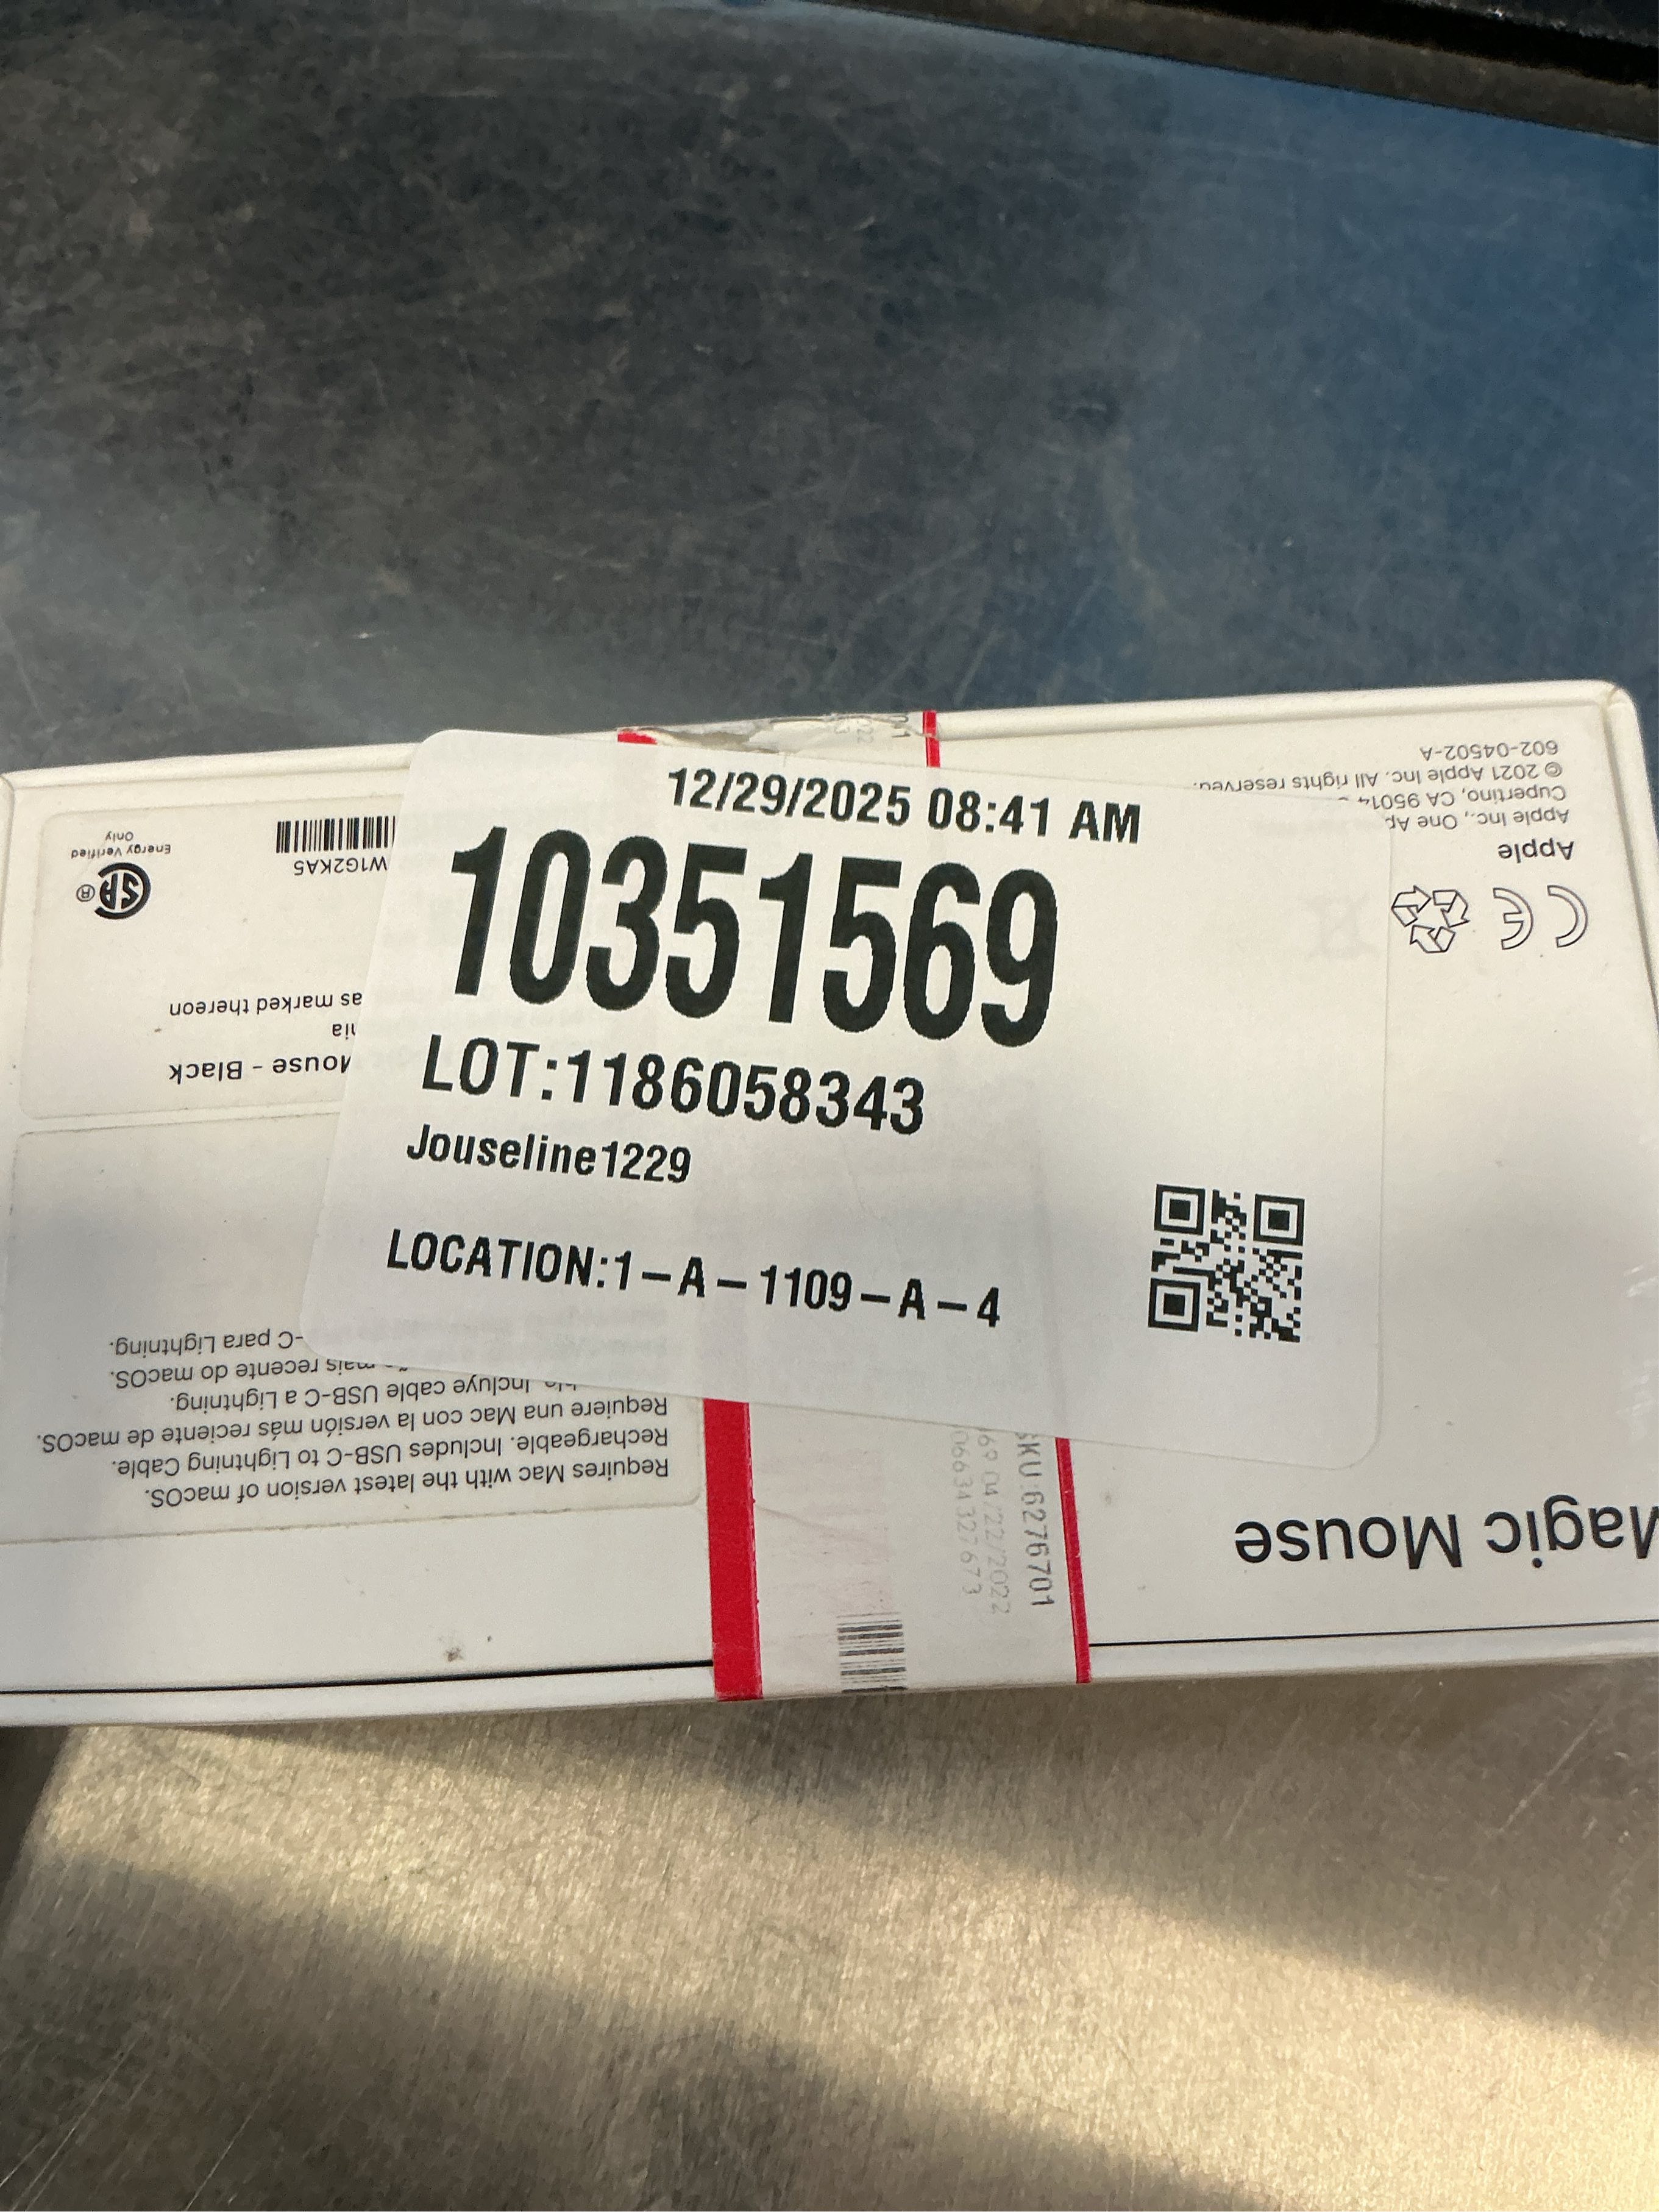 12/29/2025 08:41 AM
10351569
LOT:1186058343
Jouseline1229
LOCATION:1-A-1109-A-4
Magic Mouse
Requires Mac with the latest version of macOS.
Rechargeable. Includes USB-C to Lightning Cable.
Requiere una Mac con la versión más reciente de macOS.
Incluye cable USB-C a Lightning.
mais recente do macOS.
-C para Lightning.
Mouse - Black
as marked thereon
W1G2KA5
SA
®
Energy Verified
Only
CE
Apple
Apple Inc., One
Cupertino, CA 95014
© 2021 Apple Inc. All rights reserved.
602-04502-A
SKU:6276701
04/22/2022